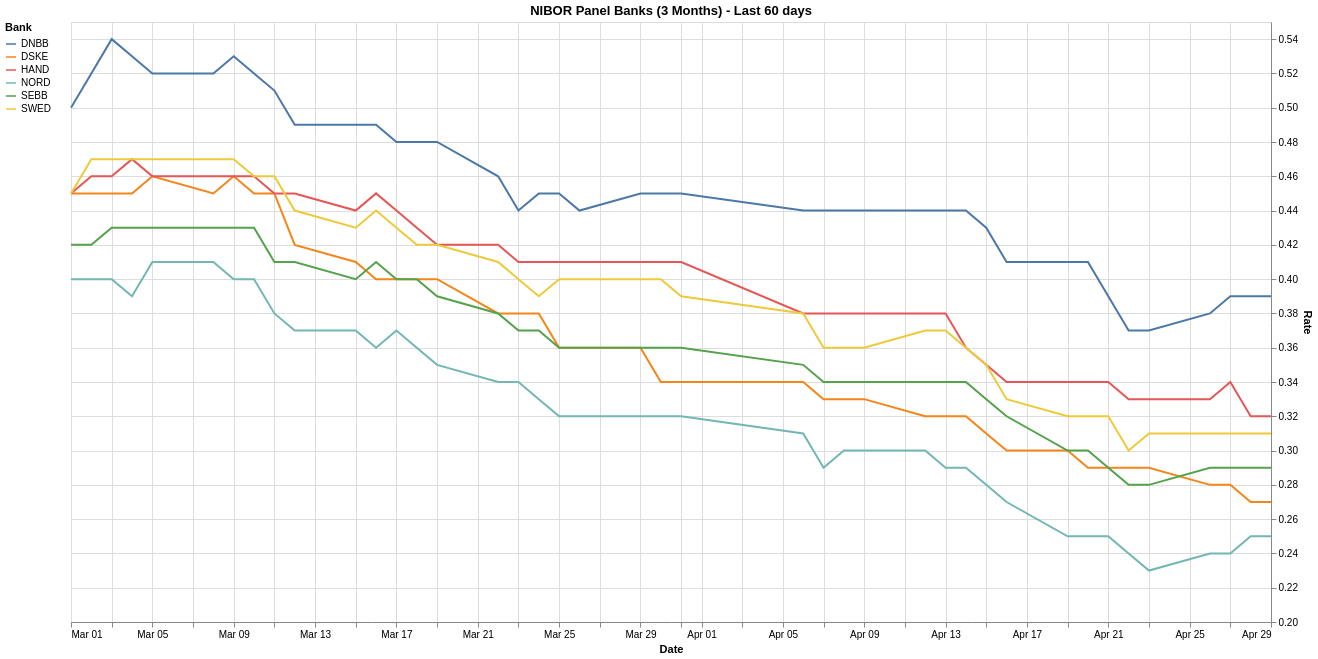 NIBOR Panel Banks (3 Months) - Last 60 days
Bank
DNBB
DSKE
HAND
NORD
SEBB
SWED
0.54
0.52
0.50
0.48
0.46
0.44
0.42
0.40
0.38
0.36
0.34
0.32
0.30
0.28
0.26
0.24
0.22
0.20
Rate
Mar 01 Mar 05 Mar 09 Mar 13 Mar 17 Mar 21 Mar 25 Mar 29 Apr 01 Apr 05 Apr 09 Apr 13 Apr 17 Apr 21 Apr 25 Apr 29
Date